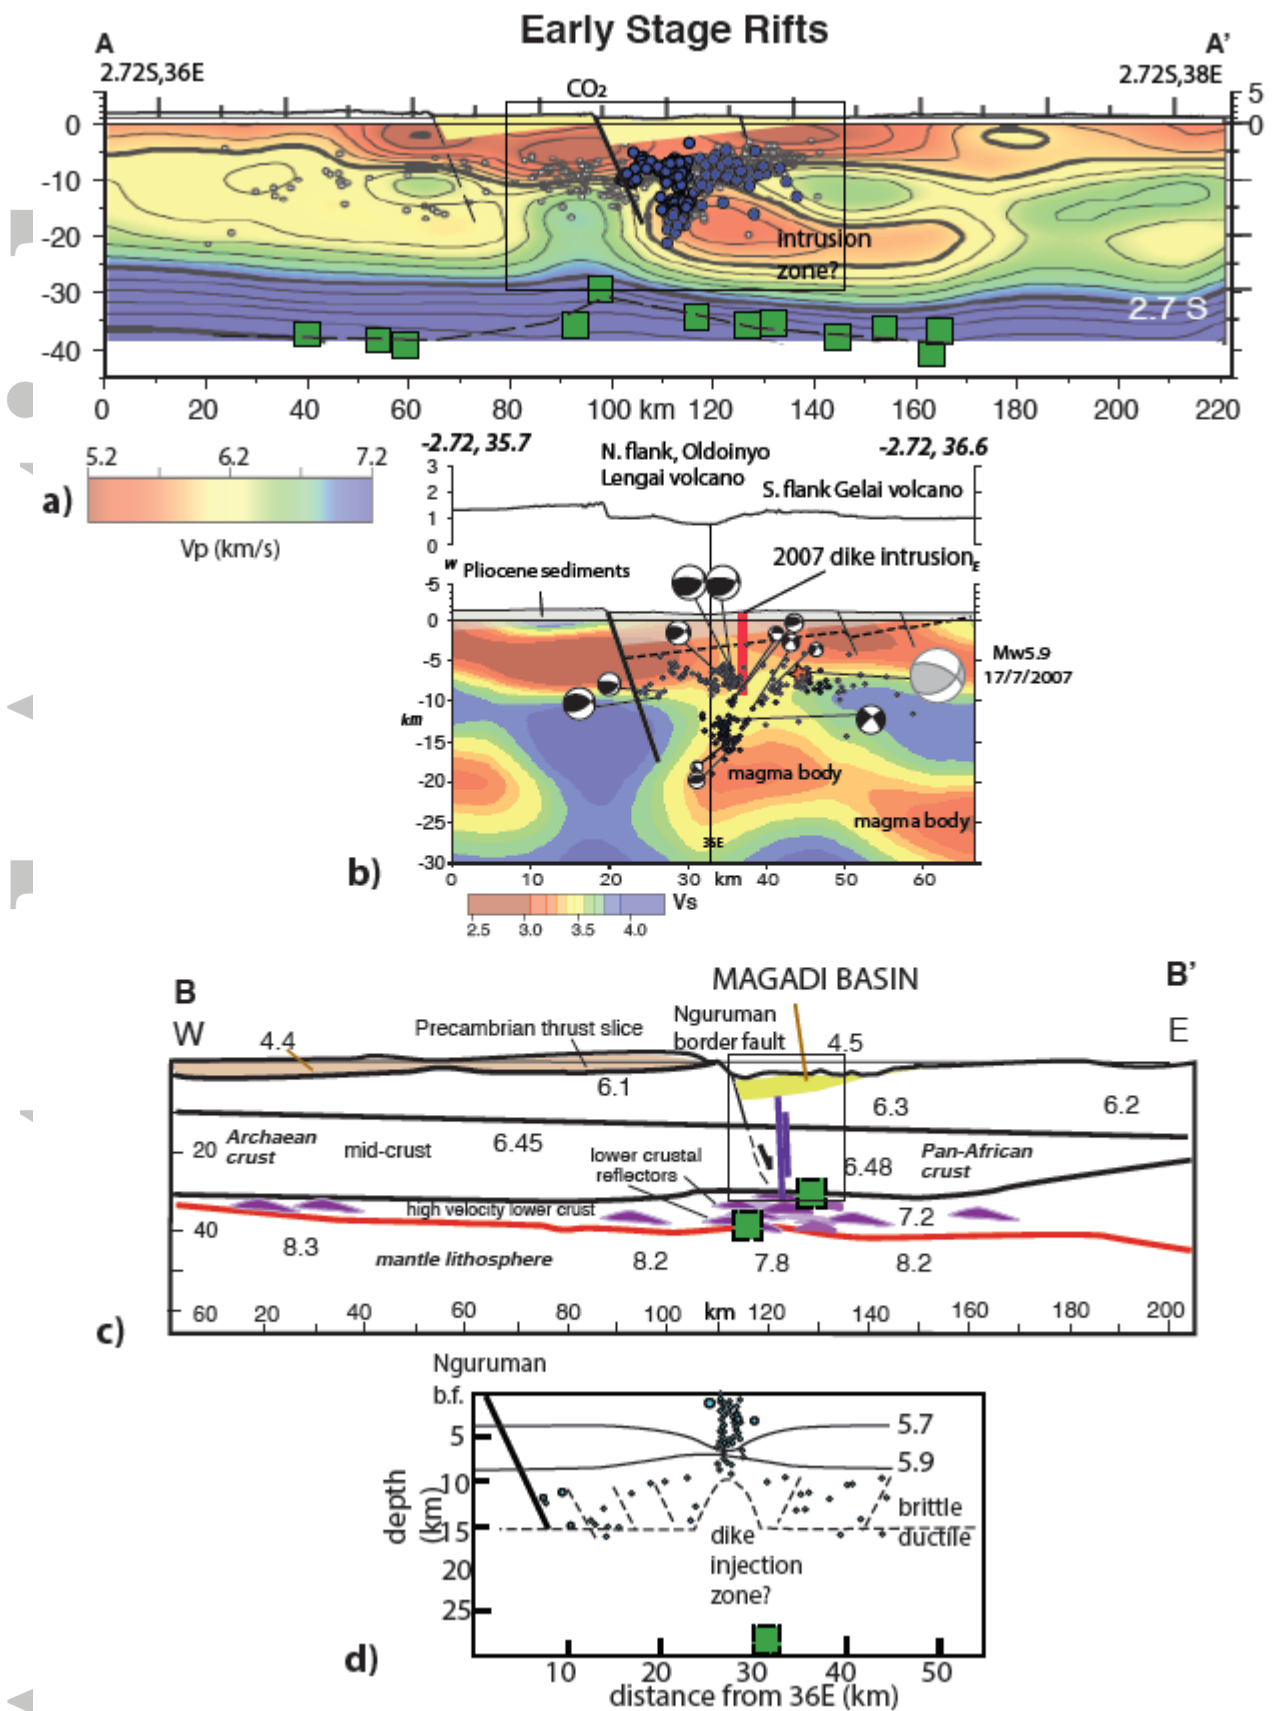 Early Stage Rifts
A
A'
2.72S,36E
2.72S,38E
CO₂
5
0
0
-10
-20
-30
-40
intrusion
zone?
2.7 S
0 20 40 60 80 100 km 120 140 160 180 200 220
5.2 6.2 7.2
a)
Vp (km/s)
-2.72, 35.7
-2.72, 36.6
N. flank, Oldoinyo
Lengai volcano
S. flank Gelai volcano
3
2
1
0
2007 dike intrusion
W
E
Pliocene sediments
-5
0
-5
-10
km
-15
-20
-25
-30
Mw5.9
17/7/2007
magma body
magma body
36E
b)
0 10 20 30 km 40 50 60
Vs
2.5 3.0 3.5 4.0
MAGADI BASIN
B
B'
W
E
Nguruman
border fault
Precambrian thrust slice
4.4
4.5
6.1
6.3
6.2
20
Archaean
crust
mid-crust
6.45
lower crustal
reflectors
6.48
Pan-African
crust
high velocity lower crust
7.2
40
8.3
mantle lithosphere
8.2
7.8
8.2
60 20 40 60 80 100 km 120 140 160 180 200
c)
Nguruman
b.f.
5
10
15
20
25
depth
(km)
5.7
5.9
brittle
ductile
dike
injection
zone?
d)
10 20 30 40 50
distance from 36E (km)